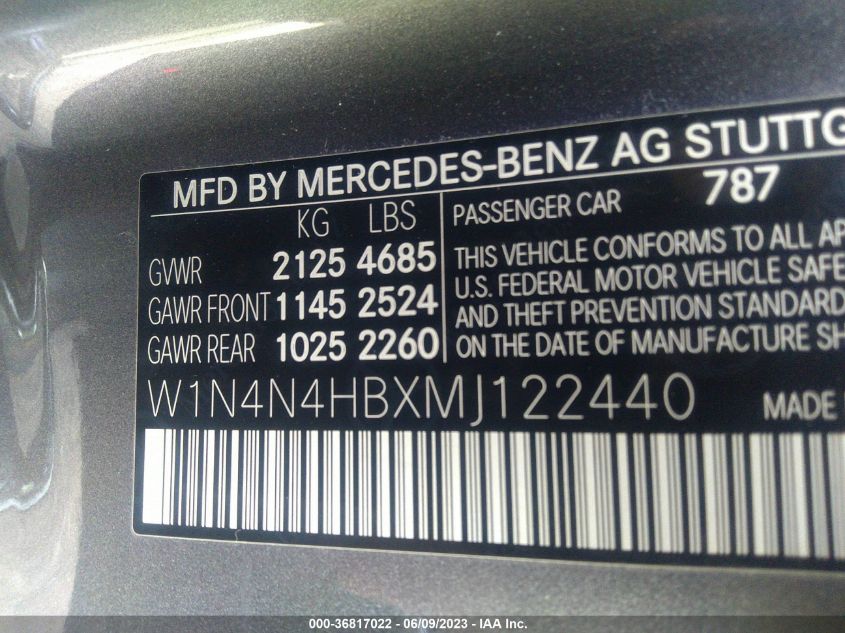 MFD BY MERCEDES-BENZ AG STUTTG
KG LBS
GVWR 2125 4685
GAWR FRONT 1145 2524
GAWR REAR 1025 2260
PASSENGER CAR 787
THIS VEHICLE CONFORMS TO ALL AP
U.S. FEDERAL MOTOR VEHICLE SAFE
AND THEFT PREVENTION STANDARD
ON THE DATE OF MANUFACTURE SH
W1N4N4HBXMJ122440 MADE
000-36817022 - 06/09/2023 - IAA Inc.